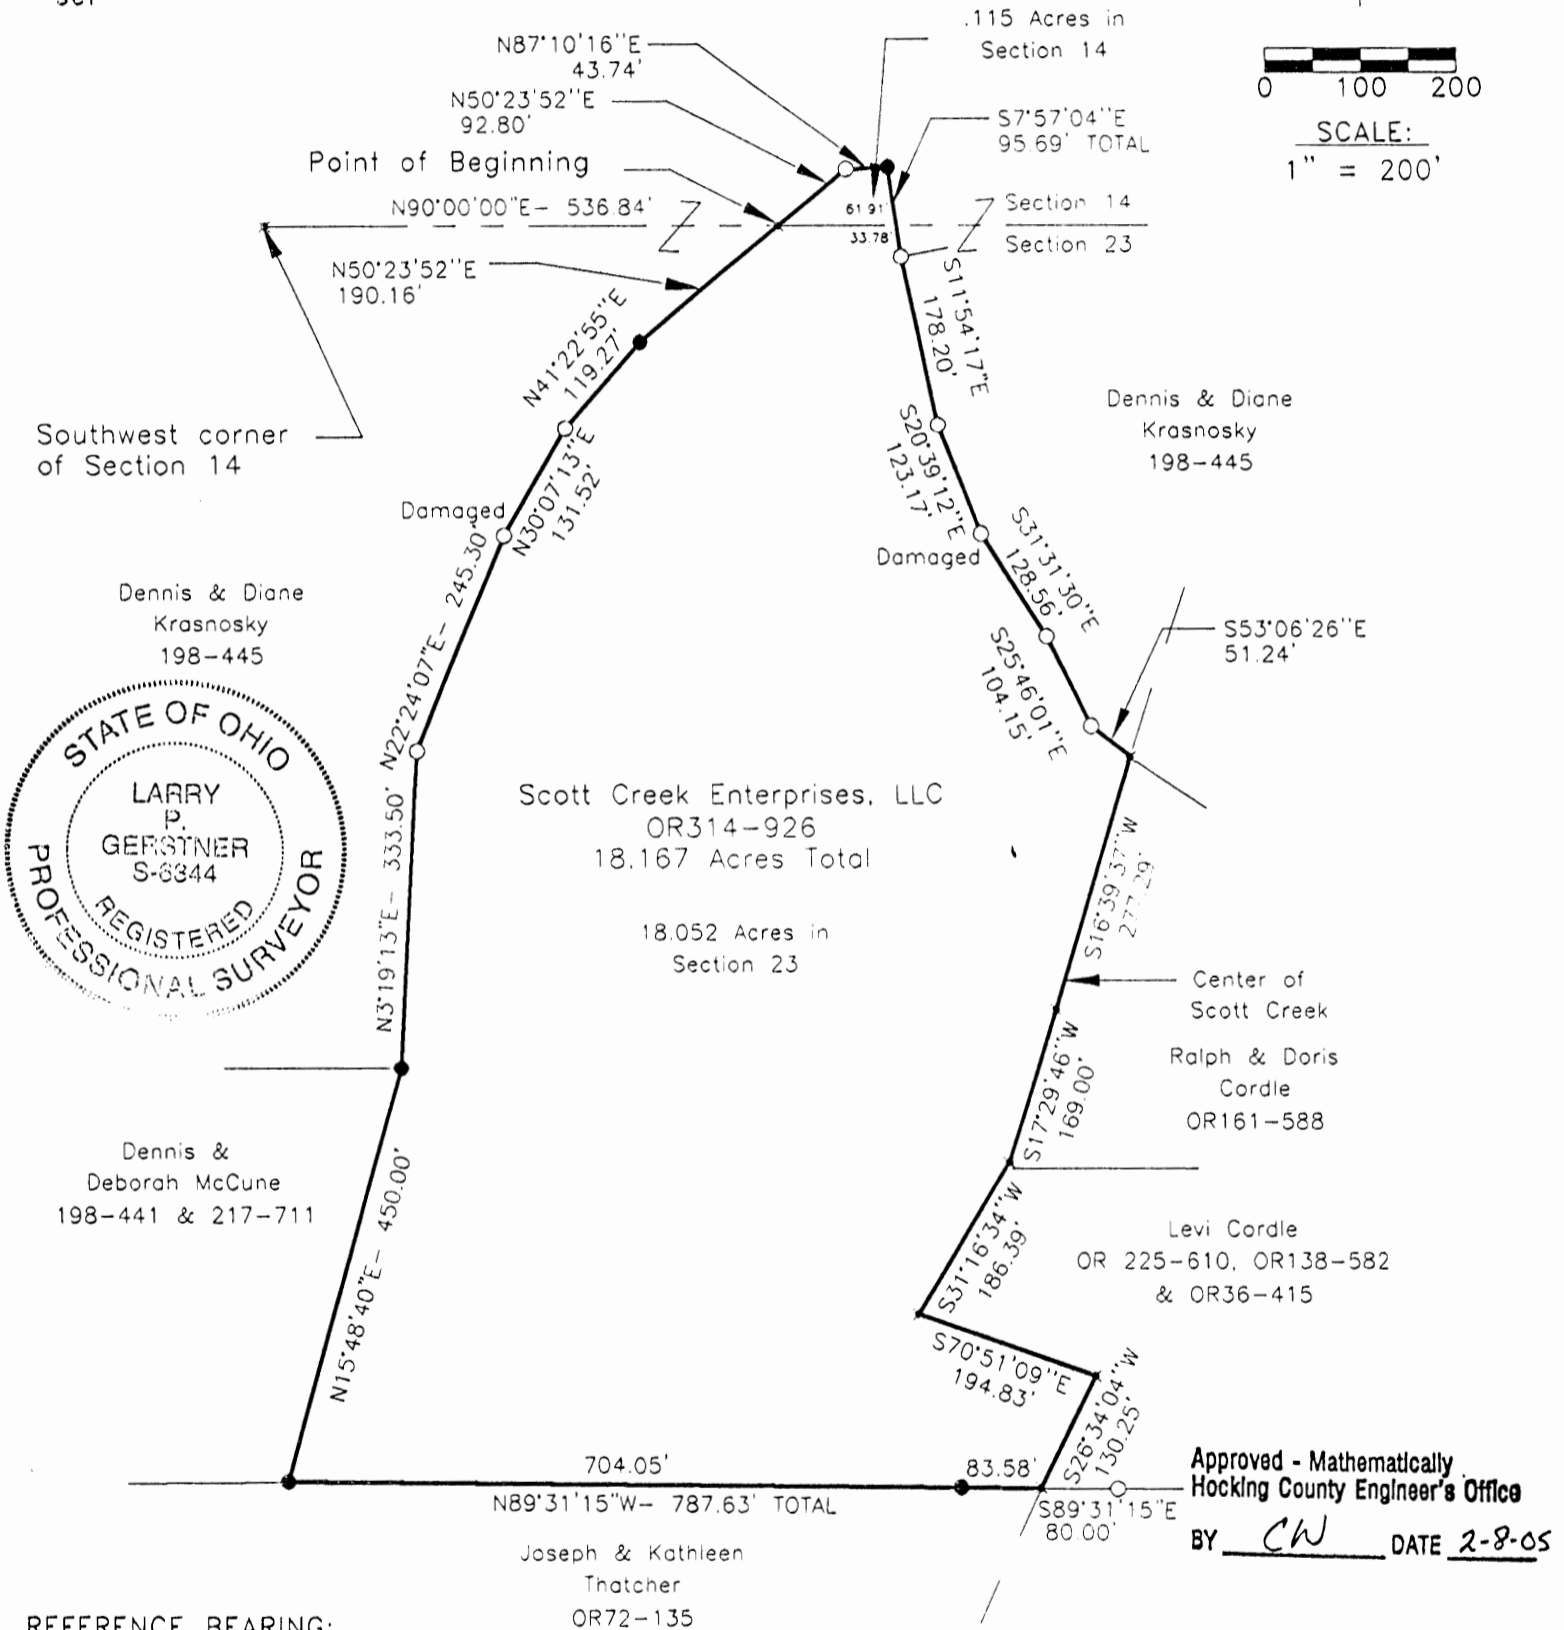 .115 Acres in
Section 14
N87°10'16"E
43.74'
N50°23'52"E
92.80'
Point of Beginning
S7°57'04"E
95.69' TOTAL
0 100 200
SCALE:
1" = 200'
N90°00'00"E- 536.84'
61.91'
33.78'
Section 14
Section 23
N50°23'52"E
190.16'
N41°22'55"E
119.27'
S11°54'17"E
178.20'
Southwest corner
of Section 14
Dennis & Diane
Krasnosky
198-445
S20°39'12"E
123.17'
Damaged
N30°07'13"E
131.52'
Damaged
S31°31'30"E
128.56'
N22°24'07"E- 245.30'
Dennis & Diane
Krasnosky
198-445
S25°46'01"E
104.15'
S53°06'26"E
51.24'
STATE OF OHIO
LARRY
P.
GERSTNER
REGISTERED
PROFESSIONAL SURVEYOR
N3°19'13"E- 333.50'
Scott Creek Enterprises, LLC
OR314-926
18.167 Acres Total
18.052 Acres in
Section 23
S16°39'37"W
Center of
Scott Creek
S17°29'46"W
169.00'
Ralph & Doris
Cordle
OR161-588
Dennis &
Deborah McCune
198-441 & 217-711
N15°48'40"E- 450.00'
S31°16'34"W
186.39'
Levi Cordle
OR 225-610, OR138-582
& OR36-415
S70°51'09"E
194.83'
S26°34'04"W
130.25'
704.05'
83.58'
N89°31'15"W- 787.63' TOTAL
S89°31'15"E
80.00'
Approved - Mathematically
Hocking County Engineer's Office
BY CW DATE 2-8-05
Joseph & Kathleen
Thatcher
OR72-135
REFERENCE BEARING: